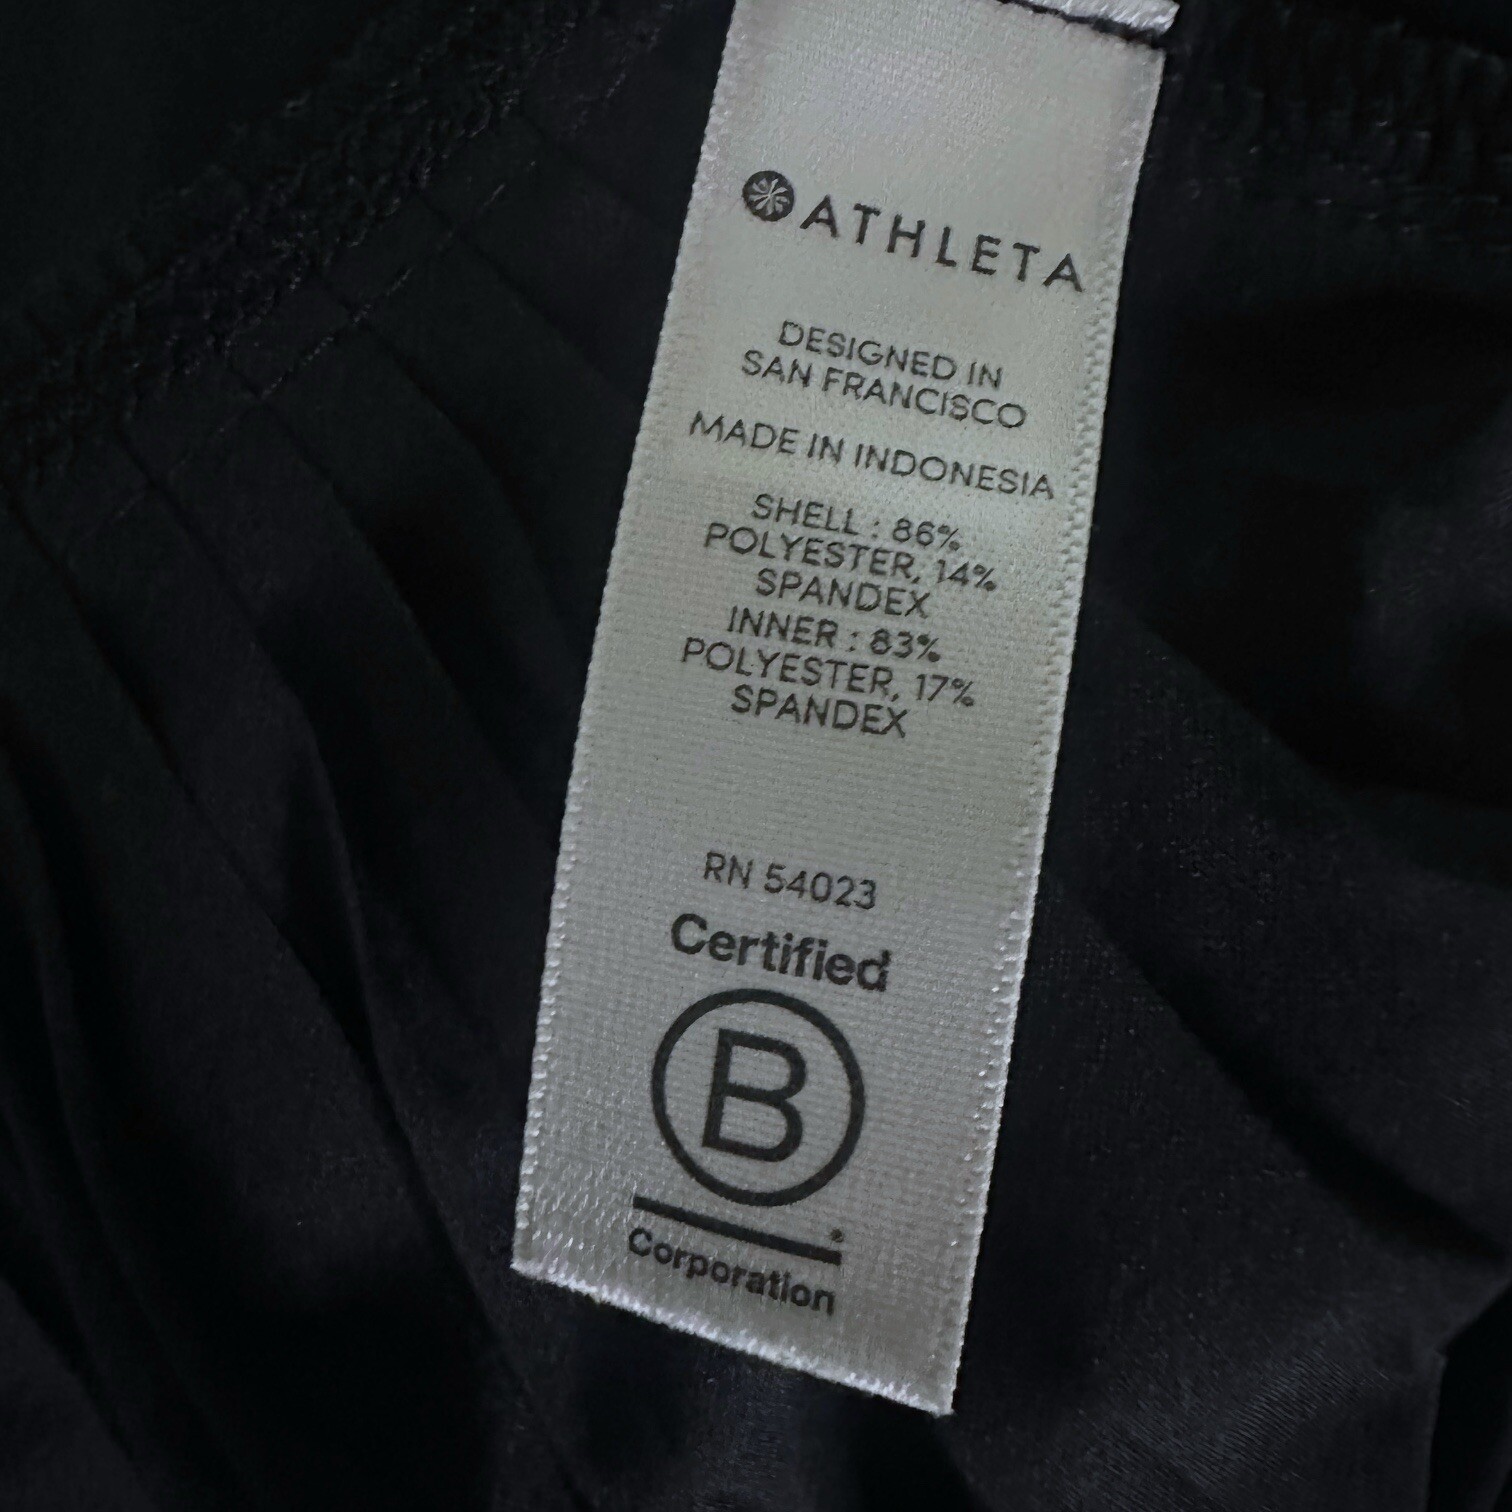 ATHLETA
DESIGNED IN
SAN FRANCISCO
MADE IN INDONESIA
SHELL : 86%
POLYESTER, 14%
SPANDEX
INNER : 83%
POLYESTER, 17%
SPANDEX
RN 54023
Certified
B
Corporation